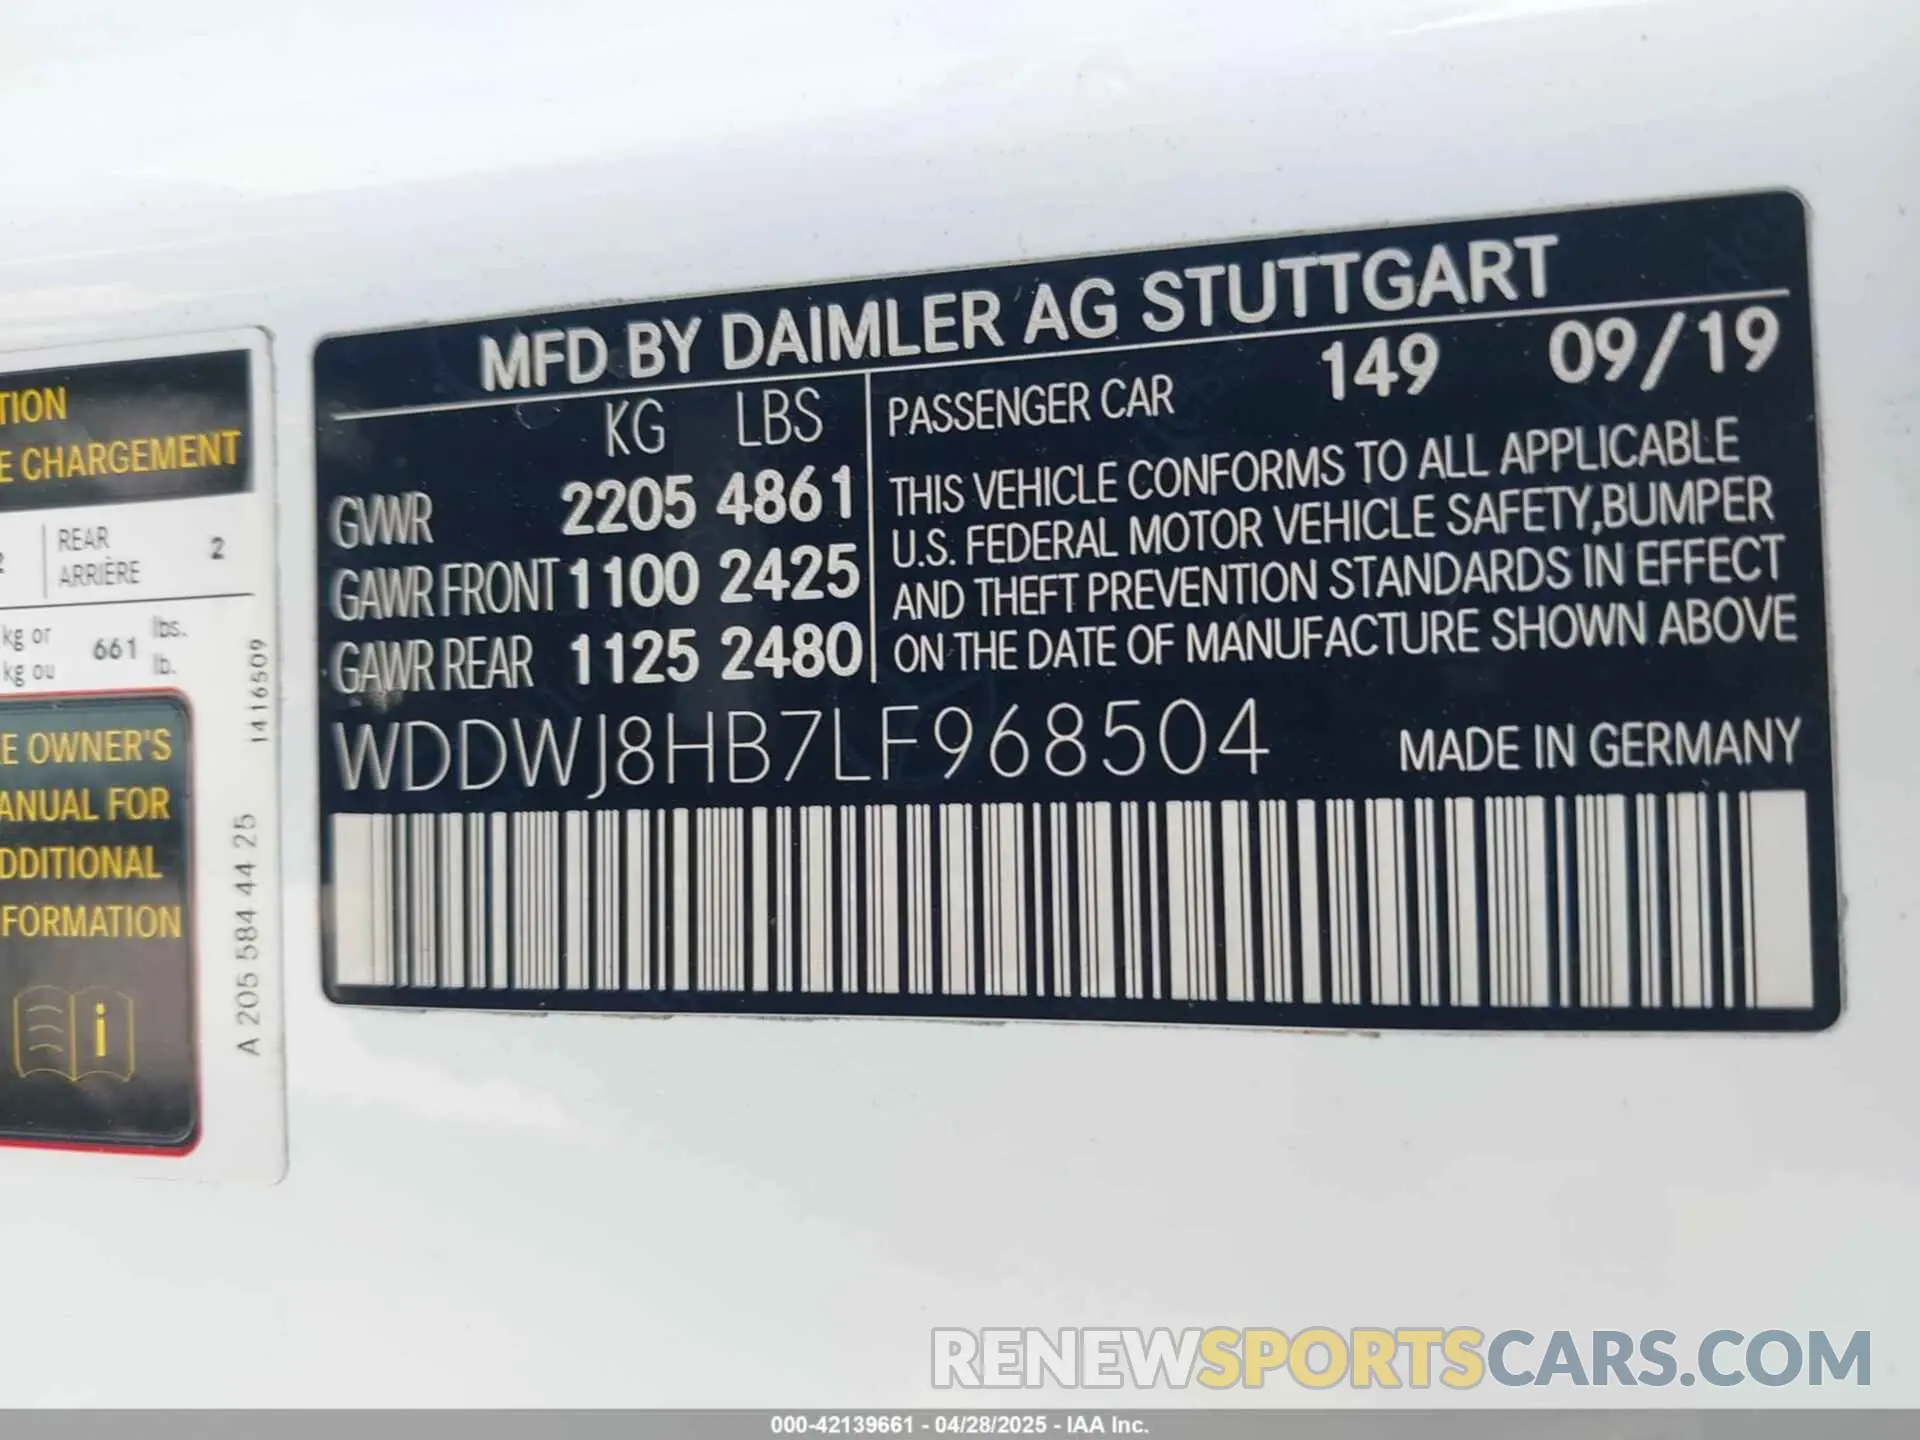 TION
E CHARGEMENT
REAR
ARRIÈRE
2
kg or
kg ou
661
lbs.
lb.
1416509
E OWNER'S
ANUAL FOR
DDITIONAL
FORMATION
i
A 205 584 44 25
MFD BY DAIMLER AG STUTTGART
KG LBS
GVWR 2205 4861
GAWR FRONT 1100 2425
GAWR REAR 1125 2480
PASSENGER CAR 149 09/19
THIS VEHICLE CONFORMS TO ALL APPLICABLE
U.S. FEDERAL MOTOR VEHICLE SAFETY,BUMPER
AND THEFT PREVENTION STANDARDS IN EFFECT
ON THE DATE OF MANUFACTURE SHOWN ABOVE
WDDWJ8HB7LF968504 MADE IN GERMANY
RENEWSPORTSCARS.COM
000-42139661 - 04/28/2025 - IAA Inc.